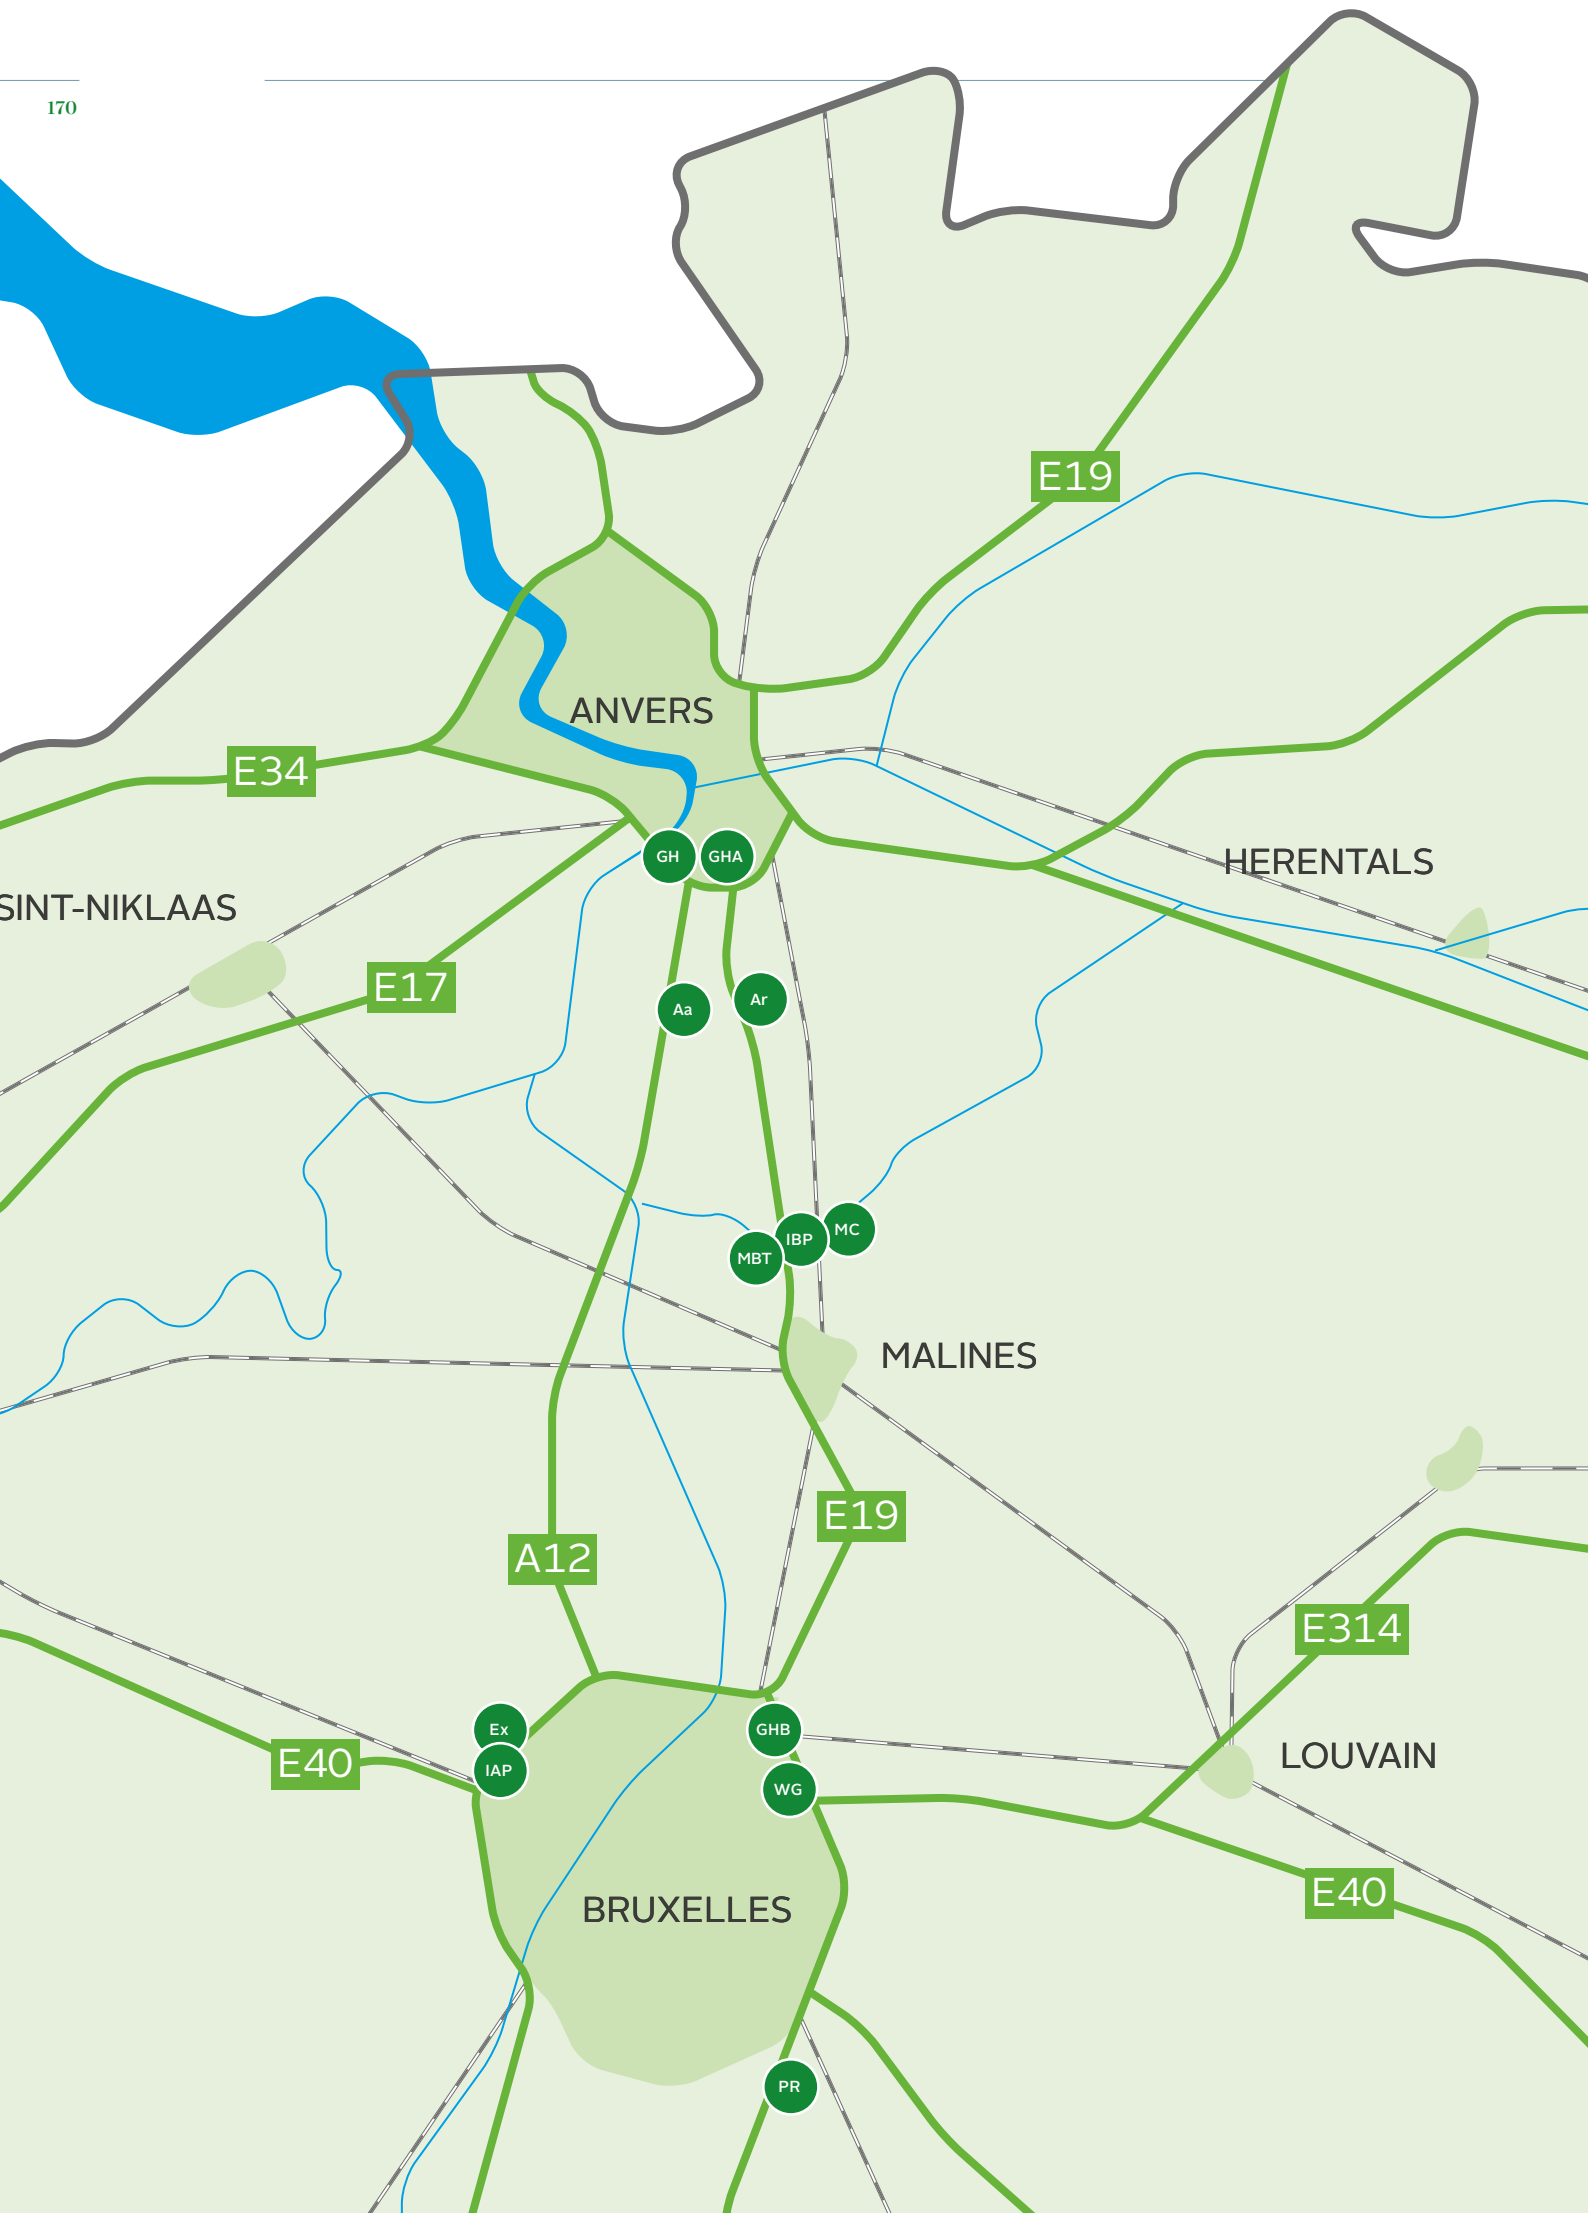 170
E19
ANVERS
E34
GH
GHA
HERENTALS
SINT-NIKLAAS
E17
Aa
Ar
MC
IBP
MBT
MALINES
E19
A12
E314
Ex
GHB
E40
IAP
LOUVAIN
WG
E40
BRUXELLES
PR